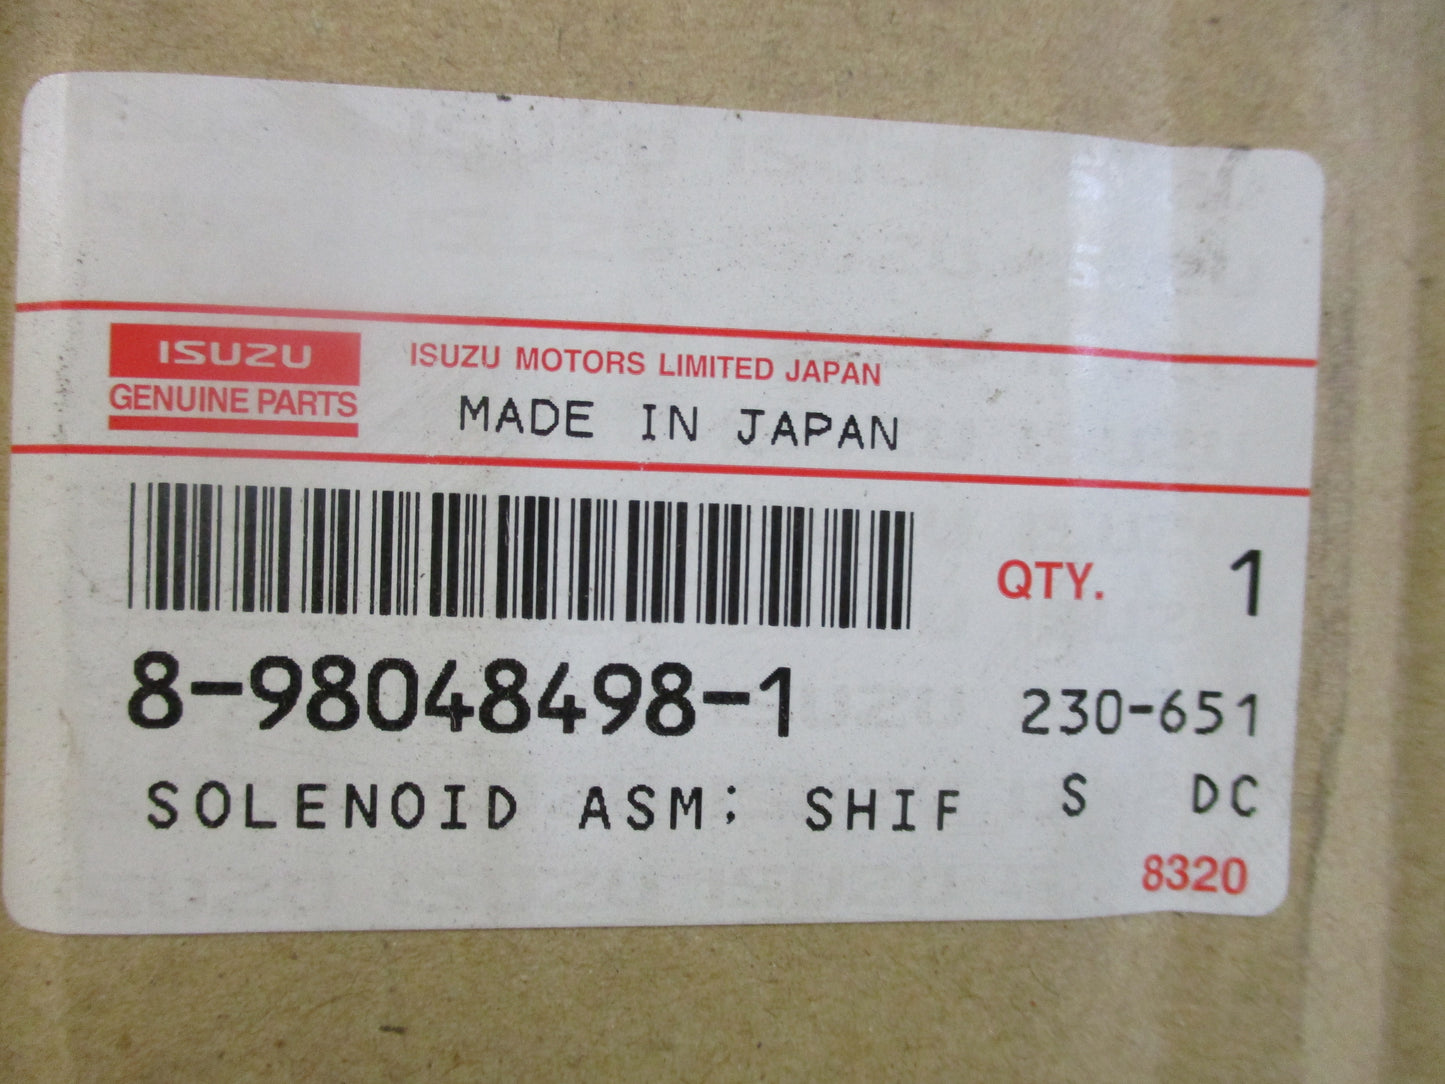 ISUZU
GENUINE PARTS
ISUZU MOTORS LIMITED JAPAN
MADE IN JAPAN
QTY. 1
8-98048498-1
230-651
SOLENOID ASM; SHIF
S DC
8320